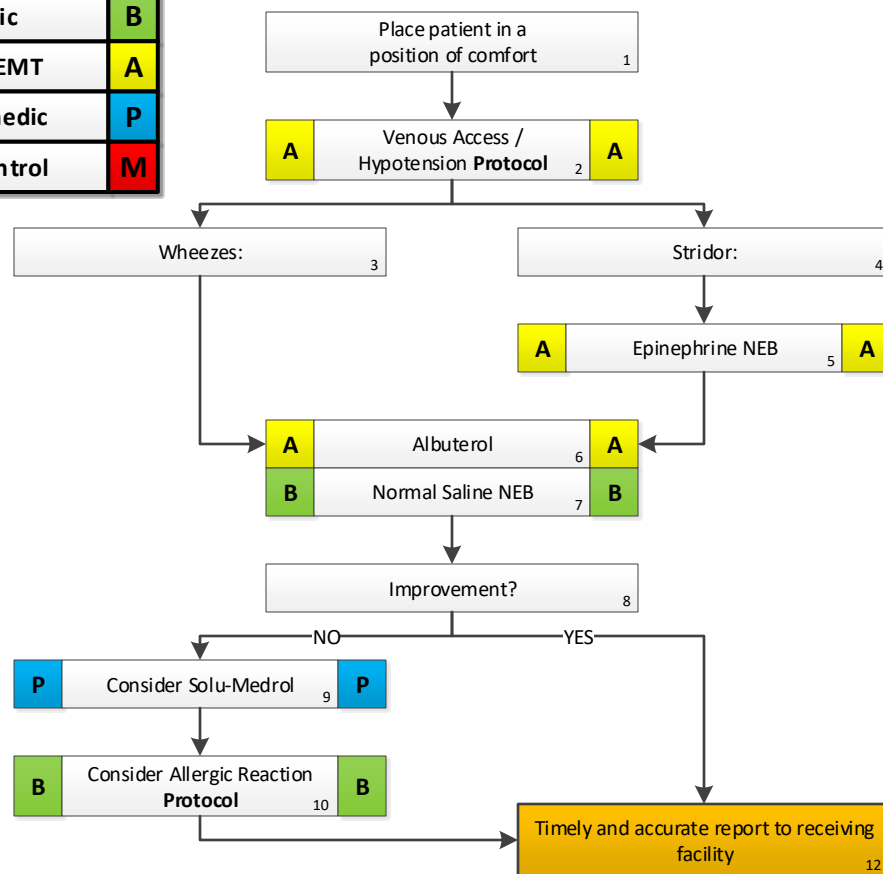 ic B
EMT A
edic P
ntrol M
Place patient in a
position of comfort 1
A Venous Access / A
Hypotension Protocol 2
Wheezes: 3
Stridor: 4
A Epinephrine NEB 5 A
A Albuterol 6 A
B Normal Saline NEB 7 B
Improvement? 8
NO YES
P Consider Solu-Medrol 9 P
B Consider Allergic Reaction B
Protocol 10
Timely and accurate report to receiving
facility 12